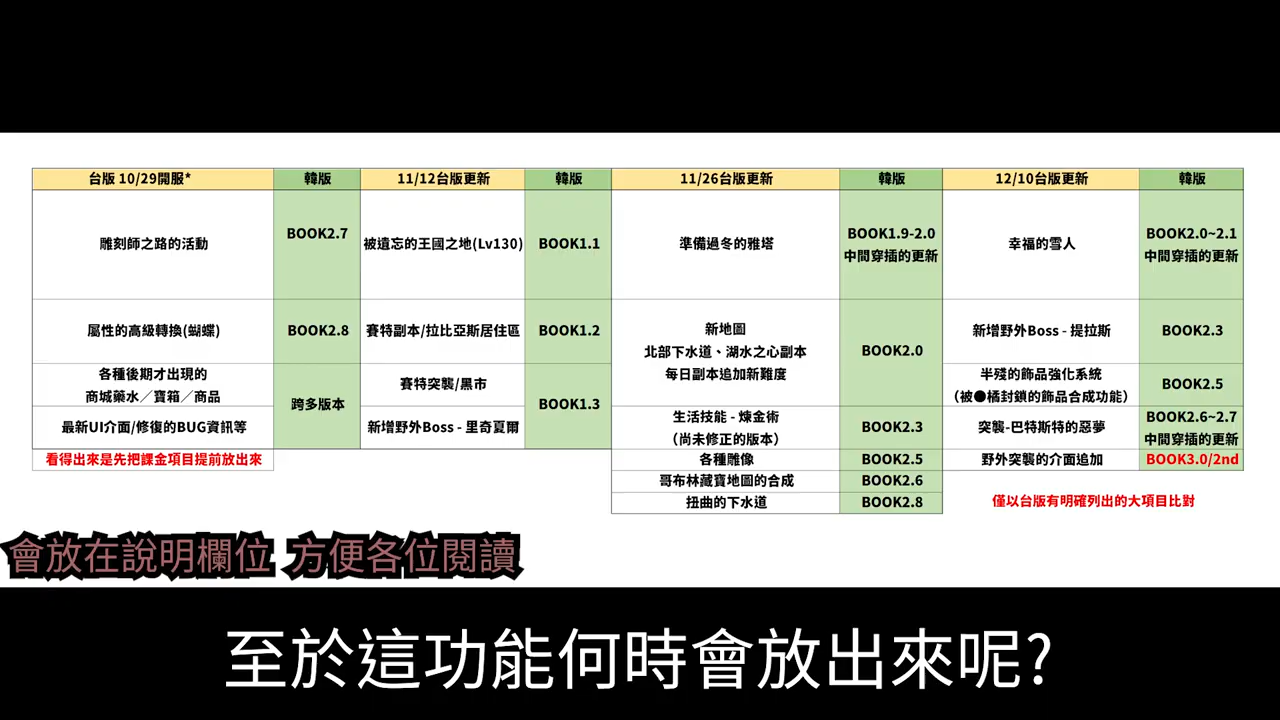 台版 10/29開服*
韓版
11/12台版更新
韓版
11/26台版更新
韓版
12/10台版更新
韓版
雕刻師之路的活動
BOOK2.7
被遺忘的王國之地(Lv130)
BOOK1.1
準備過冬的雅塔
BOOK1.9-2.0
中間穿插的更新
幸福的雪人
BOOK2.0~2.1
中間穿插的更新
屬性的高級轉換(蝴蝶)
BOOK2.8
賽特副本/拉比亞斯居住區
BOOK1.2
新地圖
北部下水道、湖水之心副本
每日副本追加新難度
BOOK2.0
新增野外Boss - 提拉斯
BOOK2.3
各種後期才出現的
商城藥水／寶箱／商品
跨多版本
賽特突襲/黑市
BOOK1.3
半殘的飾品強化系統
（被●橘封鎖的飾品合成功能）
BOOK2.5
最新UI介面/修復的BUG資訊等
新增野外Boss - 里奇夏爾
生活技能 - 煉金術
（尚未修正的版本）
BOOK2.3
突襲-巴特斯特的惡夢
BOOK2.6~2.7
中間穿插的更新
看得出來是先把課金項目提前放出來
各種雕像
BOOK2.5
野外突襲的介面追加
BOOK3.0/2nd
哥布林藏寶地圖的合成
BOOK2.6
扭曲的下水道
BOOK2.8
僅以台版有明確列出的大項目比對
會放在說明欄位 方便各位閱讀
至於這功能何時會放出來呢?